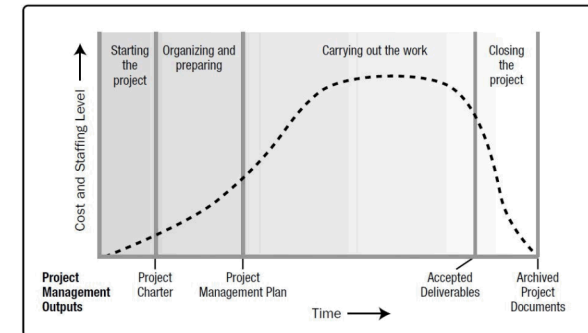 Starting
the
project
Organizing and
preparing
Carrying out the work
Closing
the
project
Cost and Staffing Level
Project
Management
Outputs
Project
Charter
Project
Management Plan
Time
Accepted
Deliverables
Archived
Project
Documents